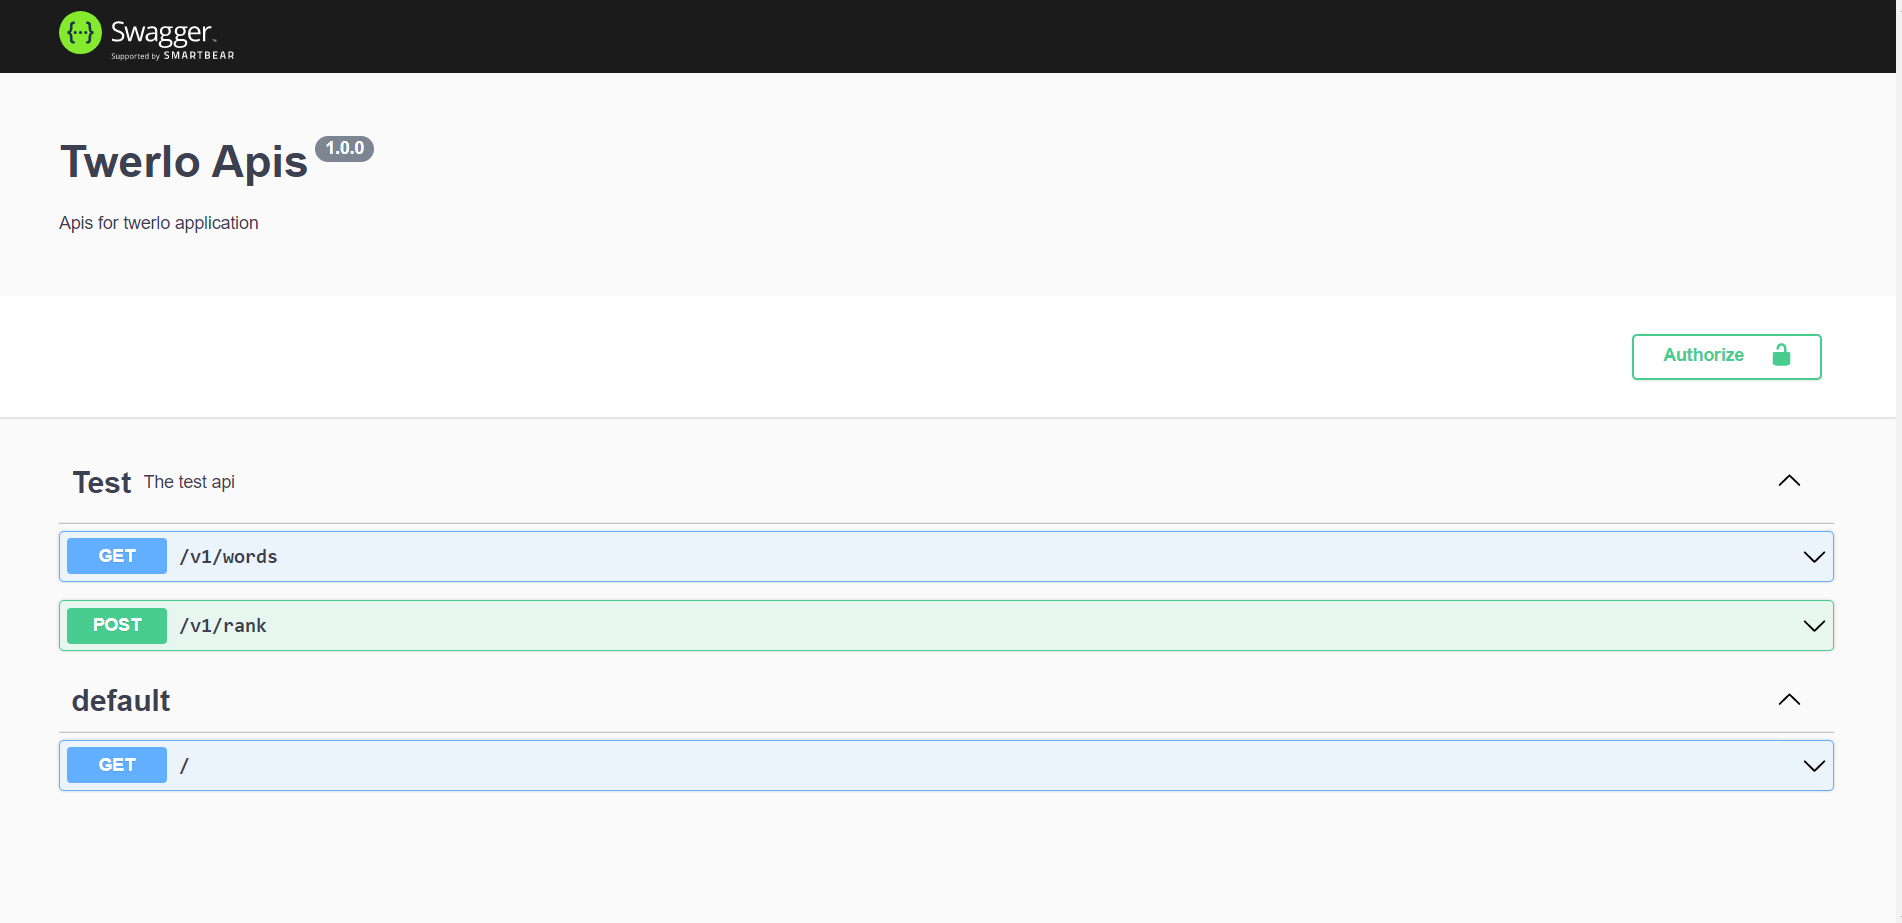 {···} Swagger™
Supported by SMARTBEAR
Twerlo Apis 1.0.0
Apis for twerlo application
Authorize
Test The test api
GET /v1/words
POST /v1/rank
default
GET /